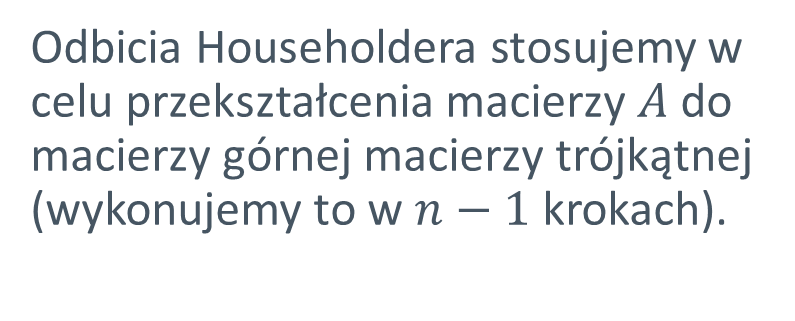 Odbicia Householdera stosujemy w
celu przekształcenia macierzy A do
macierzy górnej macierzy trójkątnej
(wykonujemy to w n − 1 krokach).